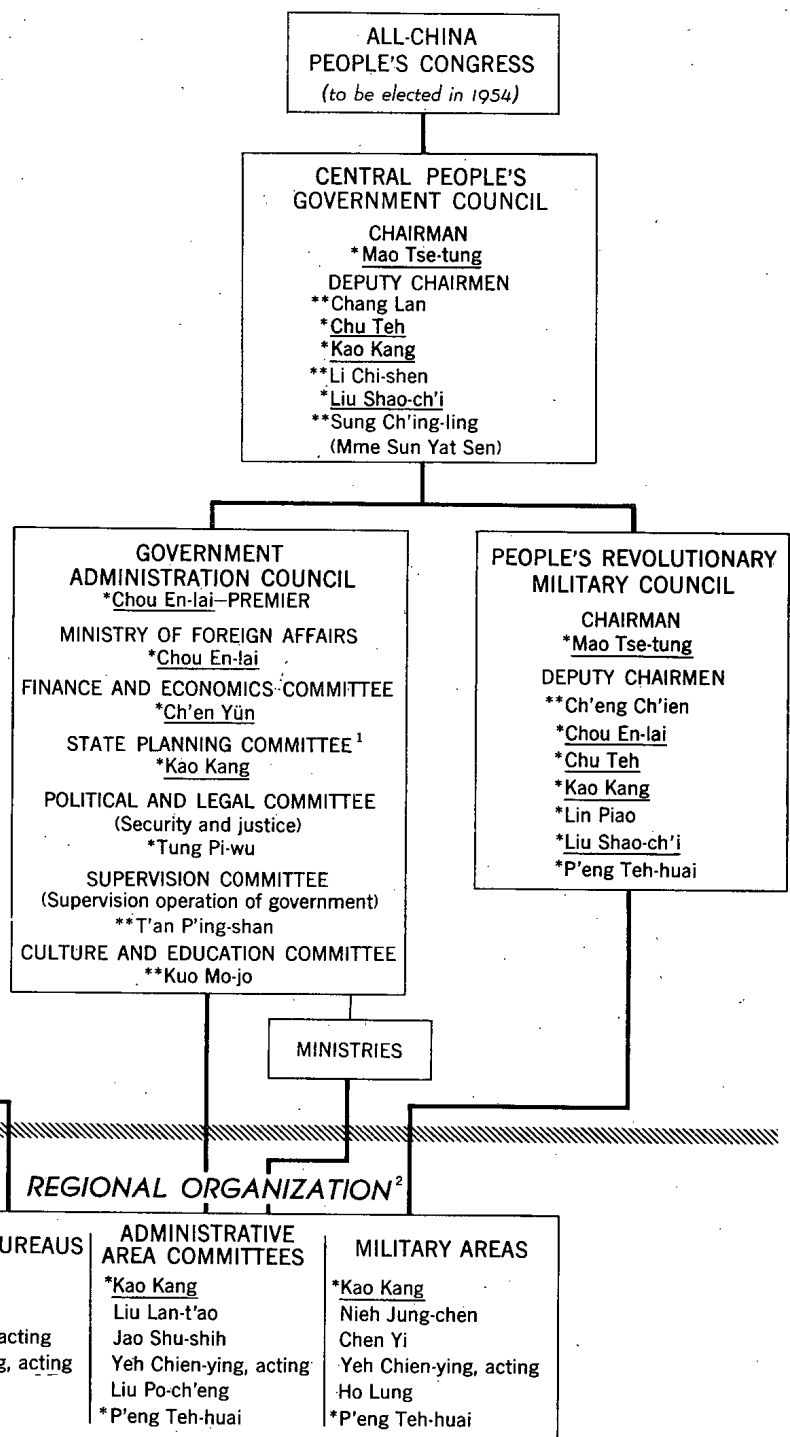 ALL-CHINA
PEOPLE'S CONGRESS
(to be elected in 1954)
CENTRAL PEOPLE'S
GOVERNMENT COUNCIL
CHAIRMAN
*Mao Tse-tung
DEPUTY CHAIRMEN
**Chang Lan
*Chu Teh
*Kao Kang
**Li Chi-shen
*Liu Shao-ch'i
**Sung Ch'ing-ling
(Mme Sun Yat Sen)
GOVERNMENT
ADMINISTRATION COUNCIL
*Chou En-lai—PREMIER
MINISTRY OF FOREIGN AFFAIRS
*Chou En-lai
FINANCE AND ECONOMICS COMMITTEE
*Ch'en Yün
STATE PLANNING COMMITTEE¹
*Kao Kang
POLITICAL AND LEGAL COMMITTEE
(Security and justice)
*Tung Pi-wu
SUPERVISION COMMITTEE
(Supervision operation of government)
**T'an P'ing-shan
CULTURE AND EDUCATION COMMITTEE
**Kuo Mo-jo
PEOPLE'S REVOLUTIONARY
MILITARY COUNCIL
CHAIRMAN
*Mao Tse-tung
DEPUTY CHAIRMEN
**Ch'eng Ch'ien
*Chou En-lai
*Chu Teh
*Kao Kang
*Lin Piao
*Liu Shao-ch'i
*P'eng Teh-huai
MINISTRIES
REGIONAL ORGANIZATION²
UREAUS
acting
g, acting
ADMINISTRATIVE
AREA COMMITTEES
*Kao Kang
Liu Lan-t'ao
Jao Shu-shih
Yeh Chien-ying, acting
Liu Po-ch'eng
*P'eng Teh-huai
MILITARY AREAS
*Kao Kang
Nieh Jung-chen
Chen Yi
Yeh Chien-ying, acting
Ho Lung
*P'eng Teh-huai